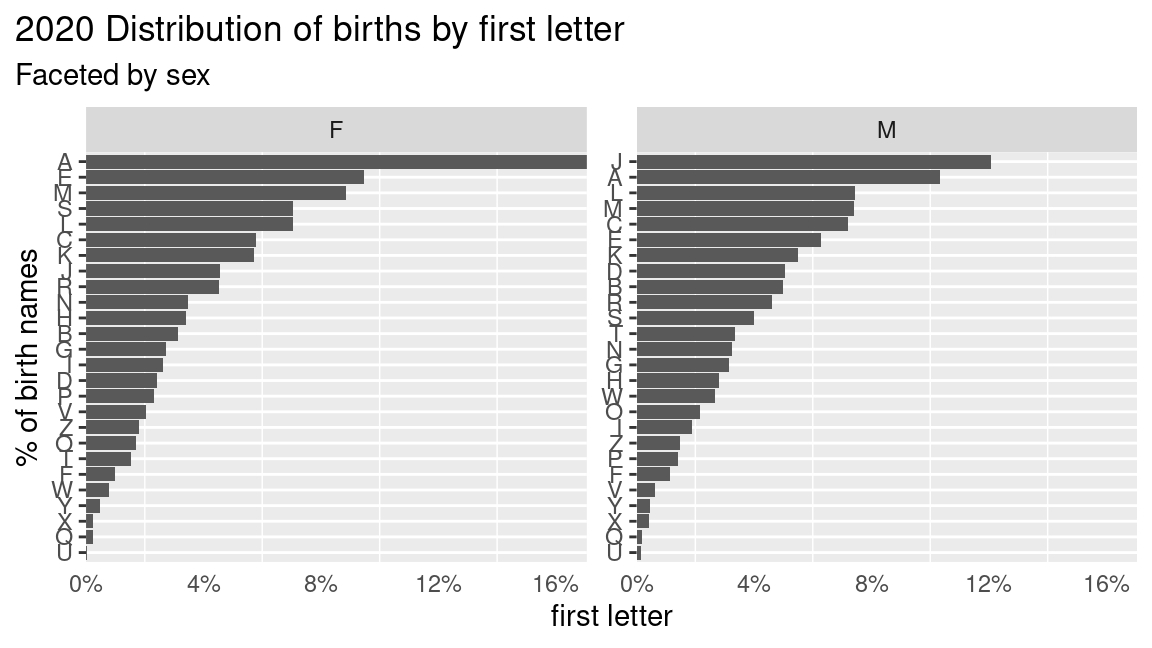 2020 Distribution of births by first letter
Faceted by sex
% of birth names
F
A
E
M
S
L
C
K
J
R
N
H
B
G
I
D
P
V
Z
O
T
F
W
Y
X
Q
U
0% 4% 8% 12% 16%
M
J
A
L
M
C
E
K
D
B
R
S
T
N
G
H
W
O
I
Z
P
F
V
Y
X
Q
U
0% 4% 8% 12% 16%
first letter